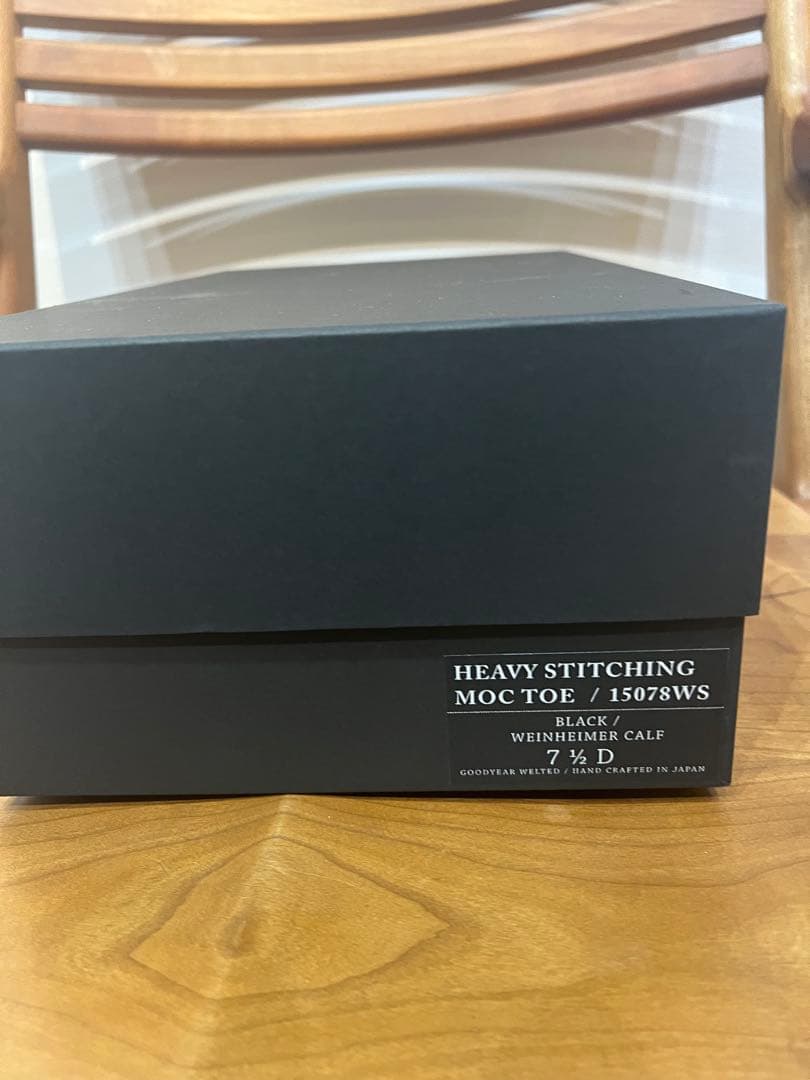 HEAVY STITCHING
MOC TOE / 15078WS
BLACK /
WEINHEIMER CALF
7 ½ D
GOODYEAR WELTED / HAND CRAFTED IN JAPAN